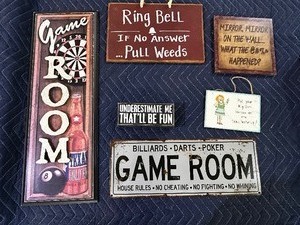 Game
ROOM
Ring Bell
If No Answer
...Pull Weeds
MIRROR, MIRROR
ON THE WALL...
WHAT THE
HAPPENED?
UNDERESTIMATE ME
THAT'LL BE FUN
BILLIARDS • DARTS • POKER
GAME ROOM
HOUSE RULES • NO CHEATING • NO FIGHTING • NO WHINING
8